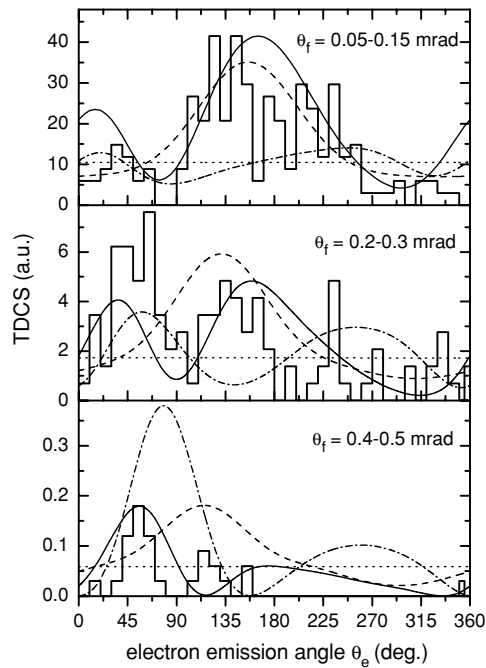 40
30
20
10
0
θf = 0.05-0.15 mrad
6
4
2
0
θf = 0.2-0.3 mrad
TDCS (a.u.)
0.3
0.2
0.1
0.0
θf = 0.4-0.5 mrad
0 45 90 135 180 225 270 315 360
electron emission angle θe (deg.)